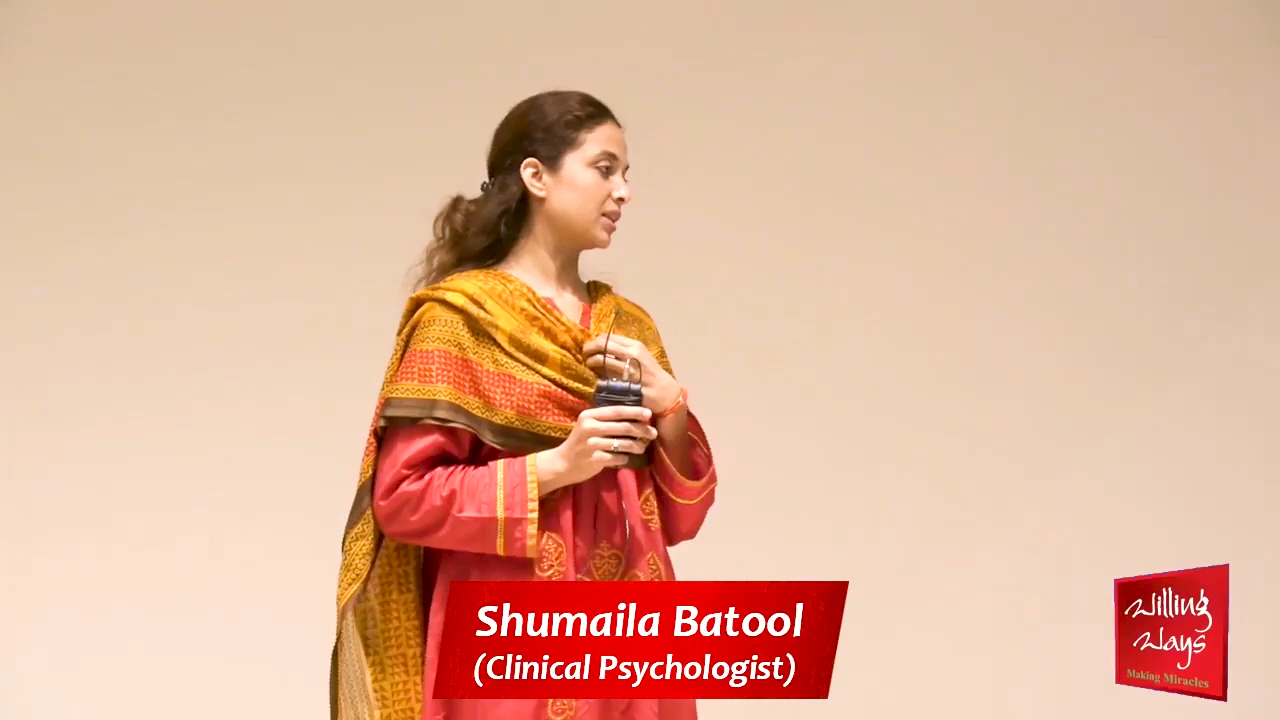 Shumaila Batool
(Clinical Psychologist)
Willing
Ways
Making Miracles